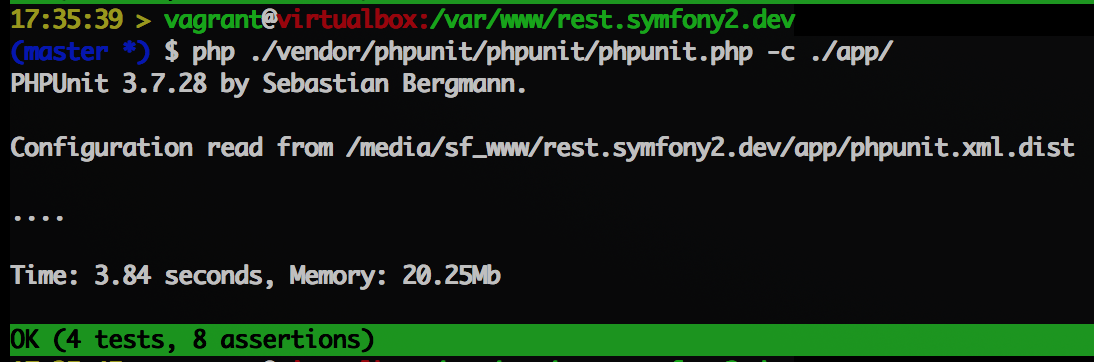 17:35:39 > vagrant@virtualbox:/var/www/rest.symfony2.dev
(master *) $ php ./vendor/phpunit/phpunit/phpunit.php -c ./app/
PHPUnit 3.7.28 by Sebastian Bergmann.
Configuration read from /media/sf_www/rest.symfony2.dev/app/phpunit.xml.dist
....
Time: 3.84 seconds, Memory: 20.25Mb
OK (4 tests, 8 assertions)